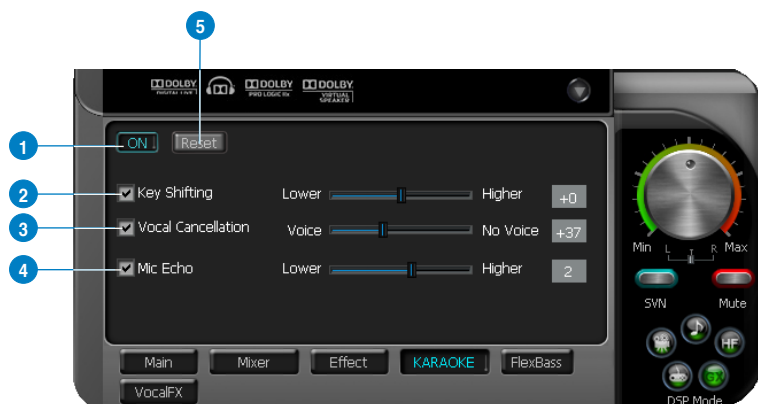 5
DOLBY DIGITAL LIVE
DOLBY PRO LOGIC IIx
DOLBY VIRTUAL SPEAKER
1 ON Reset
2 Key Shifting Lower Higher +0
3 Vocal Cancellation Voice No Voice +37
4 Mic Echo Lower Higher 2
Min L T R Max
SVN Mute
HF
GX
DSP Mode
Main Mixer Effect KARAOKE FlexBass
VocalFX